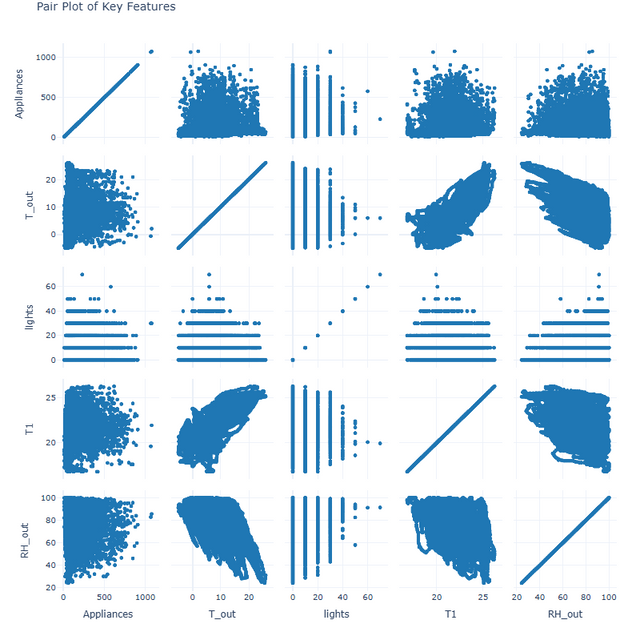 Pair Plot of Key Features
1000
500
0
Appliances
20
10
0
T_out
60
40
20
0
lights
25
20
T1
100
80
60
40
20
RH_out
0 500 1000
0 10 20
0 20 40 60
20 25
20 40 60 80 100
Appliances T_out lights T1 RH_out